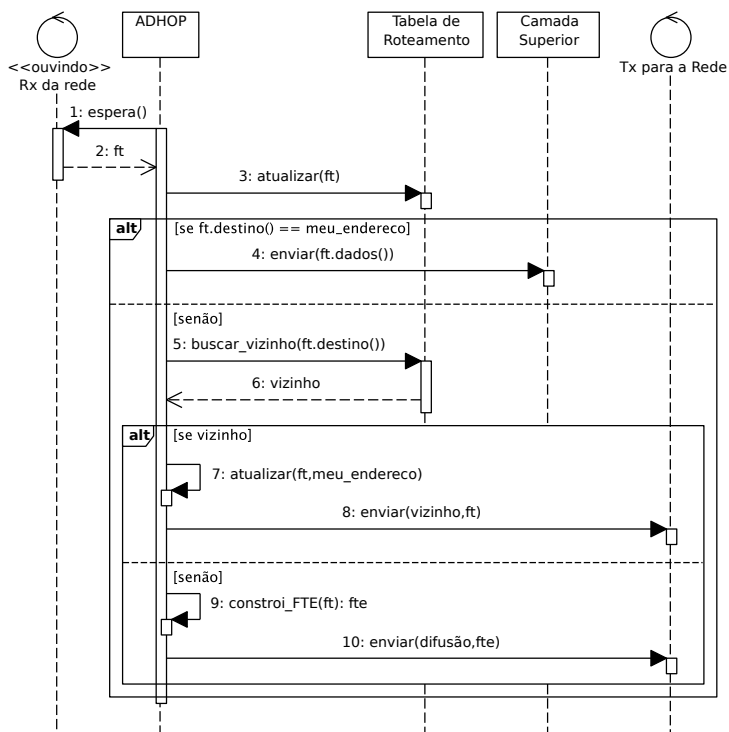 ADHOP
Tabela de
Roteamento
Camada
Superior
<<ouvindo>>
Rx da rede
Tx para a Rede
1: espera()
2: ft
3: atualizar(ft)
alt
[se ft.destino() == meu_endereco]
4: enviar(ft.dados())
[senão]
5: buscar_vizinho(ft.destino())
6: vizinho
alt
[se vizinho]
7: atualizar(ft,meu_endereco)
8: enviar(vizinho,ft)
[senão]
9: constroi_FTE(ft): fte
10: enviar(difusão,fte)